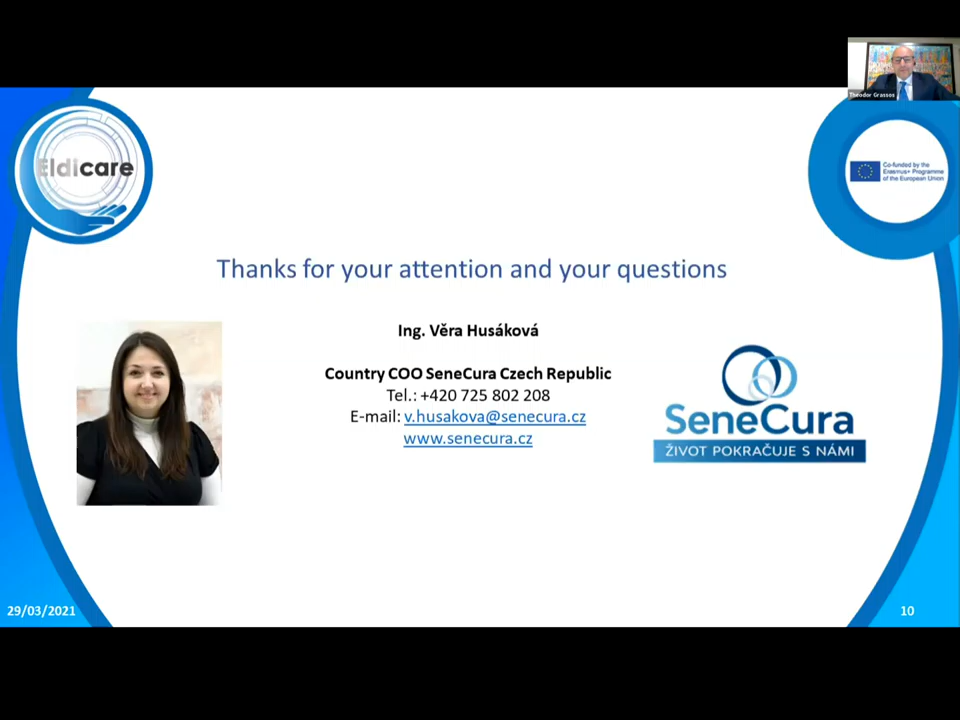 Theodor Grassos
Eldicare
Co-funded by the
Erasmus+ Programme
of the European Union
Thanks for your attention and your questions
Ing. Věra Husáková
Country COO SeneCura Czech Republic
Tel.: +420 725 802 208
E-mail: v.husakova@senecura.cz
www.senecura.cz
SeneCura
ŽIVOT POKRAČUJE S NÁMI
29/03/2021
10